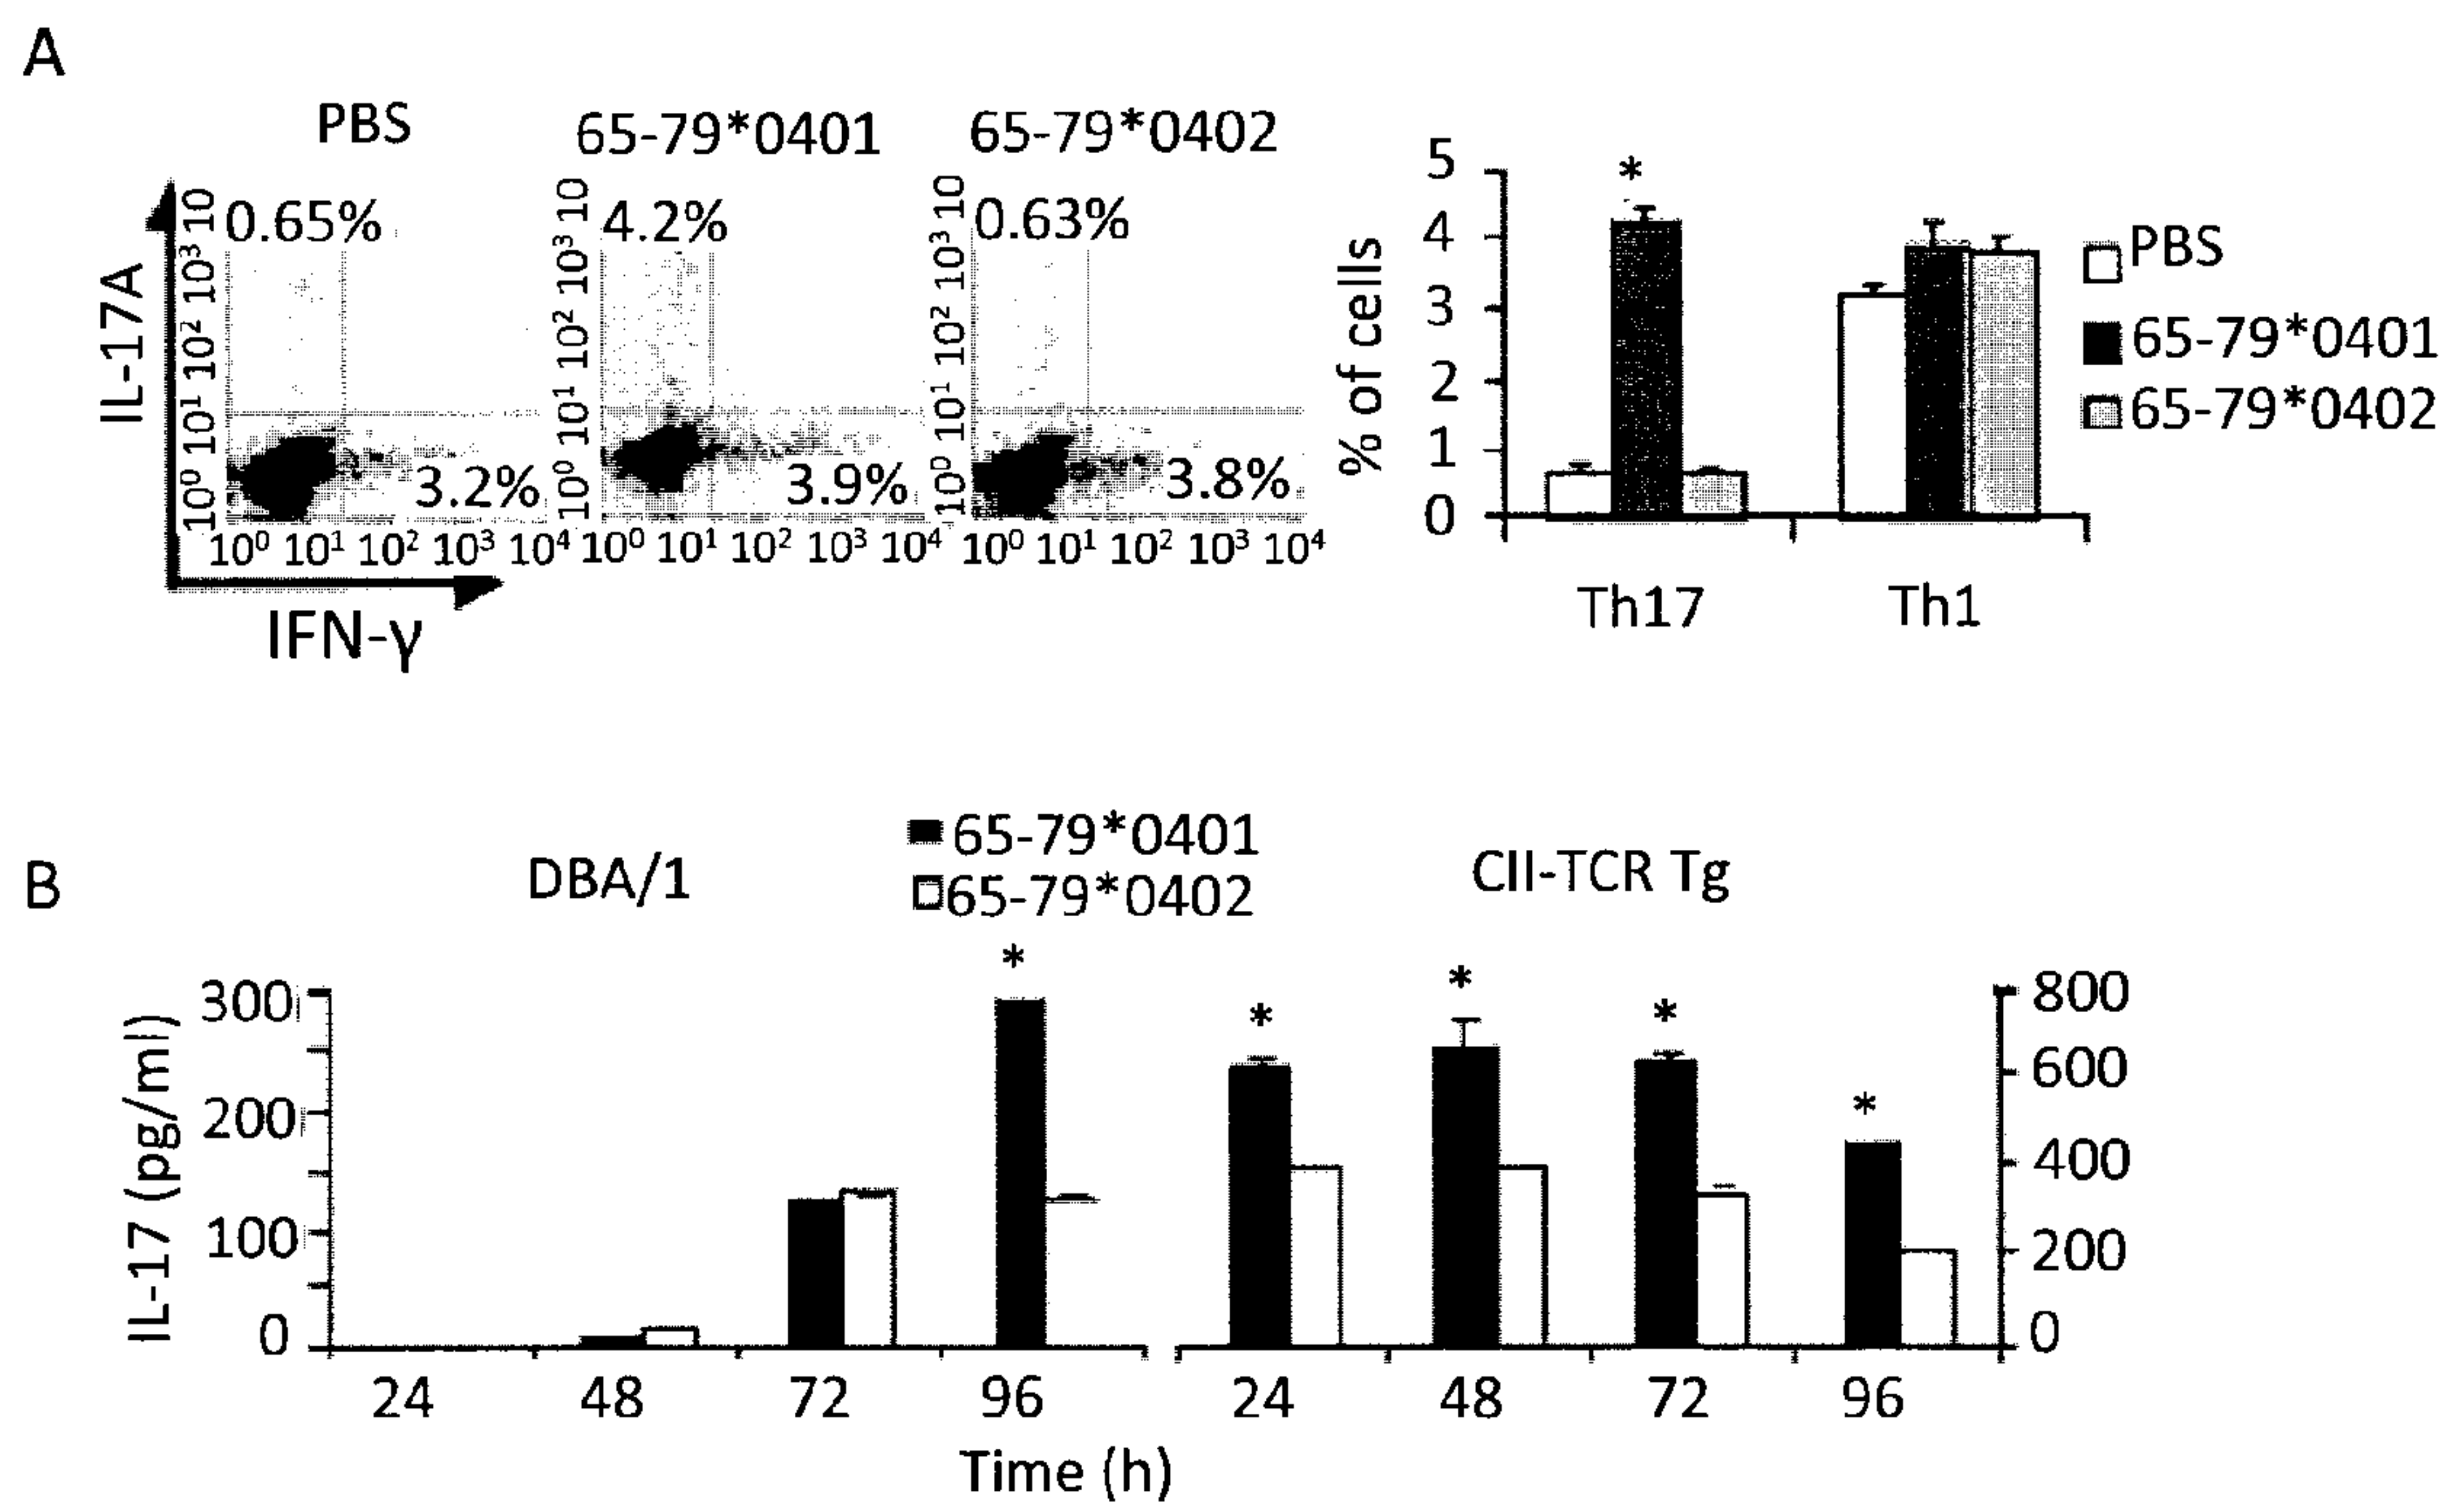 A
PBS
65-79*0401
65-79*0402
0.65%
4.2%
0.63%
3.2%
3.9%
3.8%
IL-17A
10⁰ 10¹ 10² 10³ 10
10⁰ 10¹ 10² 10³ 10
10⁰ 10¹ 10² 10³ 10
10⁰ 10¹ 10² 10³ 10⁴
10⁰ 10¹ 10² 10³ 10⁴
10⁰ 10¹ 10² 10³ 10⁴
IFN-γ
% of cells
5
4
3
2
1
0
*
Th17
Th1
PBS
65-79*0401
65-79*0402
B
DBA/1
65-79*0401
65-79*0402
CII-TCR Tg
IL-17 (pg/ml)
300
200
100
0
*
*
*
*
*
800
600
400
200
0
24 48 72 96 24 48 72 96
Time (h)